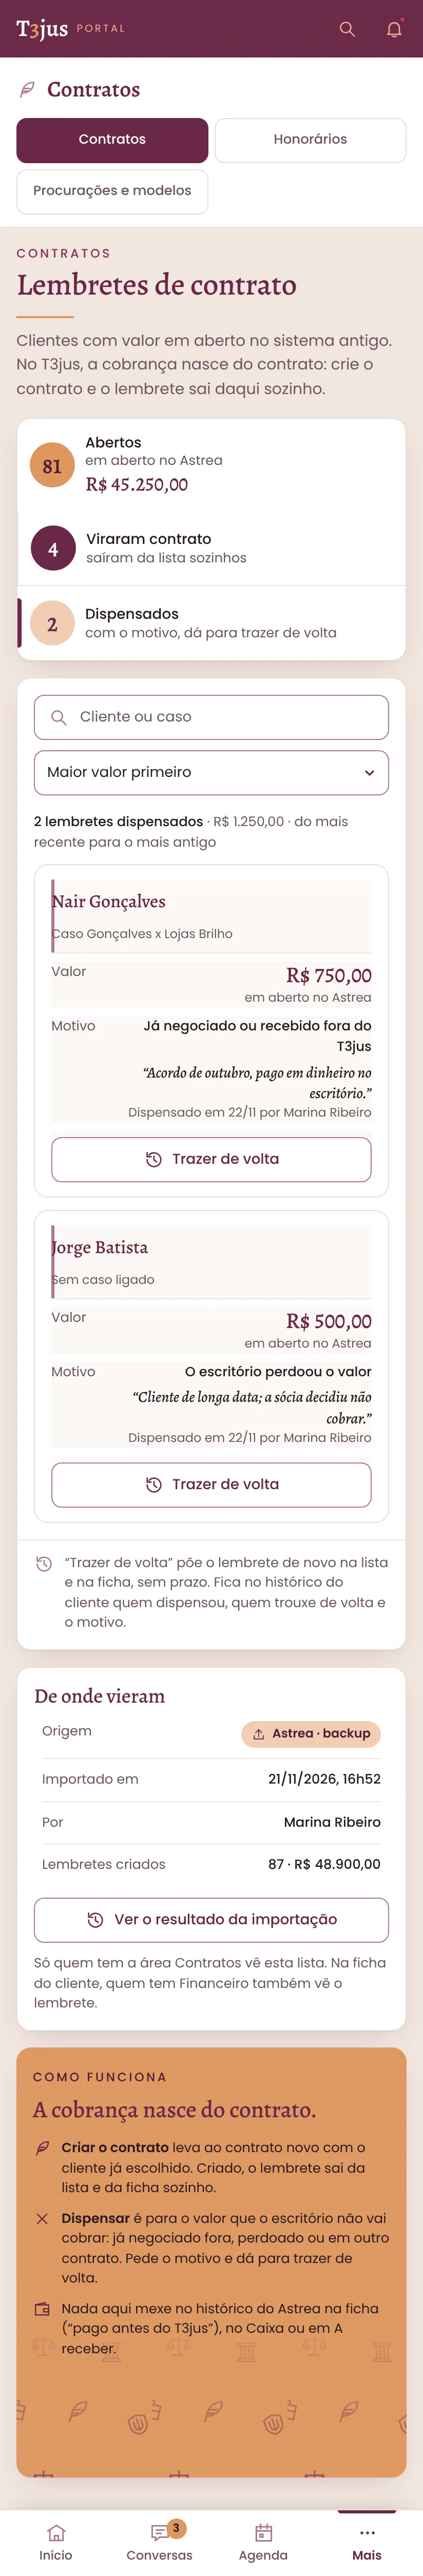 T3jus PORTAL
Contratos
Contratos
Honorários
Procurações e modelos
CONTRATOS
Lembretes de contrato
Clientes com valor em aberto no sistema antigo.
No T3jus, a cobrança nasce do contrato: crie o
contrato e o lembrete sai daqui sozinho.
81
Abertos
em aberto no Astrea
R$ 45.250,00
4
Viraram contrato
saíram da lista sozinhos
2
Dispensados
com o motivo, dá para trazer de volta
Cliente ou caso
Maior valor primeiro
2 lembretes dispensados · R$ 1.250,00 · do mais
recente para o mais antigo
Nair Gonçalves
Caso Gonçalves x Lojas Brilho
Valor
R$ 750,00
em aberto no Astrea
Motivo
Já negociado ou recebido fora do
T3jus
“Acordo de outubro, pago em dinheiro no
escritório.”
Dispensado em 22/11 por Marina Ribeiro
Trazer de volta
Jorge Batista
Sem caso ligado
Valor
R$ 500,00
em aberto no Astrea
Motivo
O escritório perdoou o valor
“Cliente de longa data; a sócia decidiu não
cobrar.”
Dispensado em 22/11 por Marina Ribeiro
Trazer de volta
“Trazer de volta” põe o lembrete de novo na lista
e na ficha, sem prazo. Fica no histórico do
cliente quem dispensou, quem trouxe de volta e
o motivo.
De onde vieram
Origem
Astrea · backup
Importado em
21/11/2026, 16h52
Por
Marina Ribeiro
Lembretes criados
87 · R$ 48.900,00
Ver o resultado da importação
Só quem tem a área Contratos vê esta lista. Na ficha
do cliente, quem tem Financeiro também vê o
lembrete.
COMO FUNCIONA
A cobrança nasce do contrato.
Criar o contrato leva ao contrato novo com o
cliente já escolhido. Criado, o lembrete sai da
lista e da ficha sozinho.
Dispensar é para o valor que o escritório não vai
cobrar: já negociado fora, perdoado ou em outro
contrato. Pede o motivo e dá para trazer de
volta.
Nada aqui mexe no histórico do Astrea na ficha
(“pago antes do T3jus”), no Caixa ou em A
receber.
Início
3
Conversas
Agenda
Mais